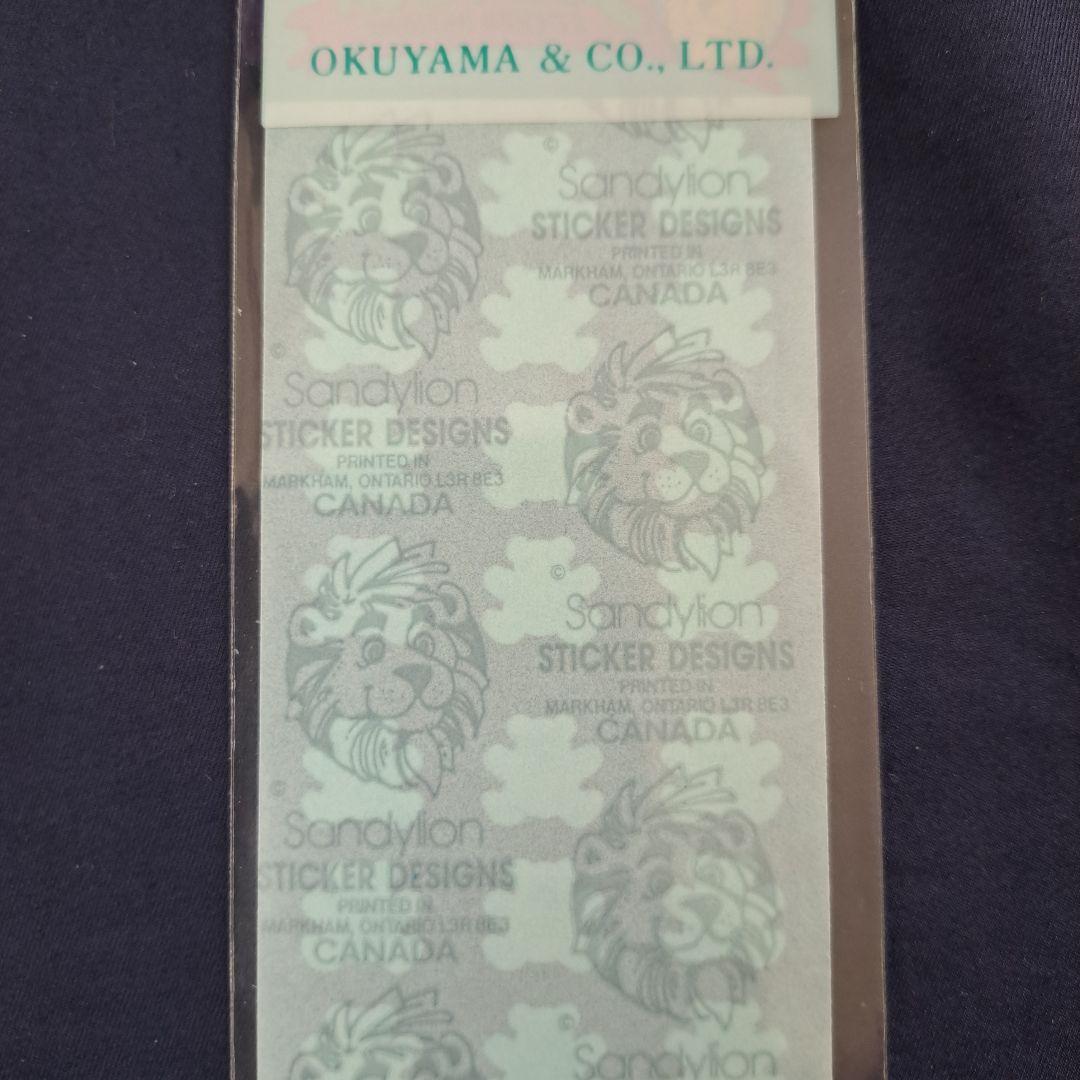 OKUYAMA & CO., LTD.
©
Sandylion
STICKER DESIGNS
PRINTED IN
MARKHAM, ONTARIO L3R 8E3
CANADA
©
Sandylion
STICKER DESIGNS
PRINTED IN
MARKHAM, ONTARIO L3R 8E3
CANADA
©
Sandylion
STICKER DESIGNS
PRINTED IN
MARKHAM, ONTARIO L3R 8E3
CANADA
©
Sandylion
STICKER DESIGNS
PRINTED IN
MARKHAM, ONTARIO L3R 8E3
CANADA
©
Sandylion